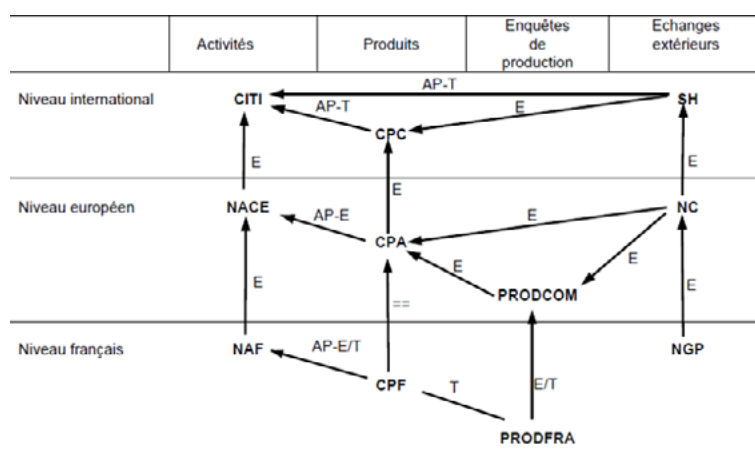 Activités
Produits
Enquêtes
de
production
Echanges
extérieurs
Niveau international
CITI
AP-T
SH
AP-T
E
CPC
E
E
E
Niveau européen
NACE
AP-E
E
NC
CPA
E
E
E
PRODCOM
E
==
Niveau français
NAF
AP-E/T
NGP
CPF
T
E/T
PRODFRA